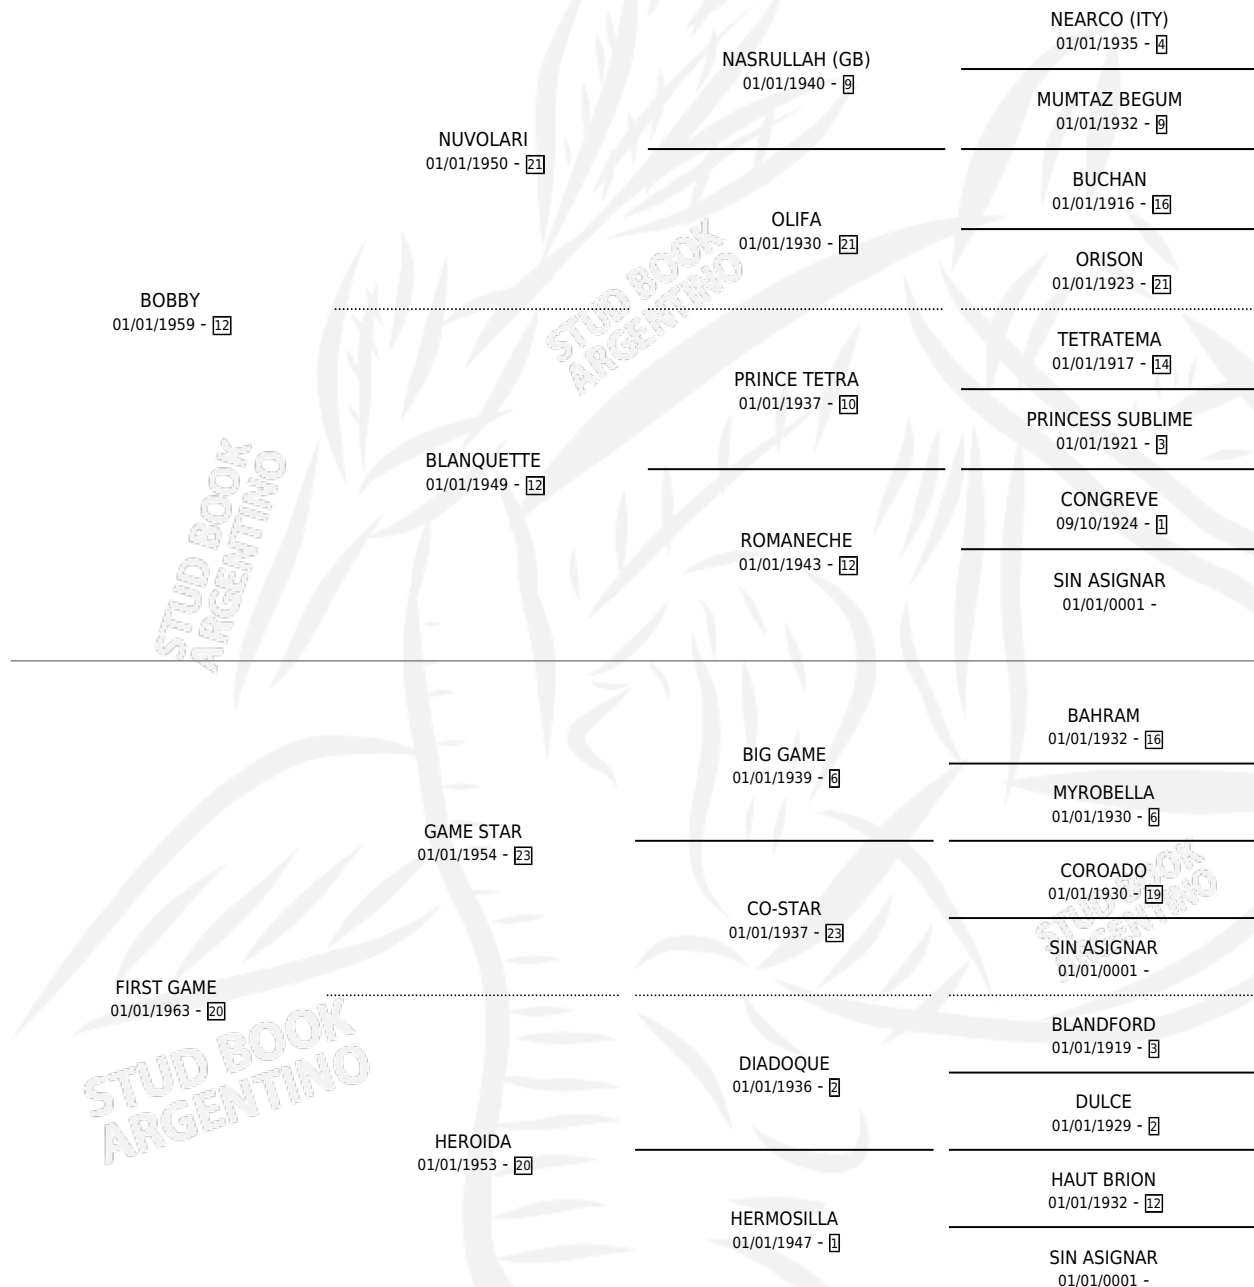 BOBBY
01/01/1959 - 12
NUVOLARI
01/01/1950 - 21
NASRULLAH (GB)
01/01/1940 - 9
NEARCO (ITY)
01/01/1935 - 4
MUMTAZ BEGUM
01/01/1932 - 9
OLIFA
01/01/1930 - 21
BUCHAN
01/01/1916 - 16
ORISON
01/01/1923 - 21
BLANQUETTE
01/01/1949 - 12
PRINCE TETRA
01/01/1937 - 10
TETRATEMA
01/01/1917 - 14
PRINCESS SUBLIME
01/01/1921 - 3
ROMANECHE
01/01/1943 - 12
CONGREVE
09/10/1924 - 1
SIN ASIGNAR
01/01/0001 -
FIRST GAME
01/01/1963 - 20
GAME STAR
01/01/1954 - 23
BIG GAME
01/01/1939 - 6
BAHRAM
01/01/1932 - 16
MYROBELLA
01/01/1930 - 6
CO-STAR
01/01/1937 - 23
COROADO
01/01/1930 - 19
SIN ASIGNAR
01/01/0001 -
HEROIDA
01/01/1953 - 20
DIADOQUE
01/01/1936 - 2
BLANDFORD
01/01/1919 - 3
DULCE
01/01/1929 - 2
HERMOSILLA
01/01/1947 - 1
HAUT BRION
01/01/1932 - 12
SIN ASIGNAR
01/01/0001 -
STUD BOOK
ARGENTINO
STUD BOOK
ARGENTINO
STUD BOOK
ARGENTINO
STUD BOOK
ARGENTINO